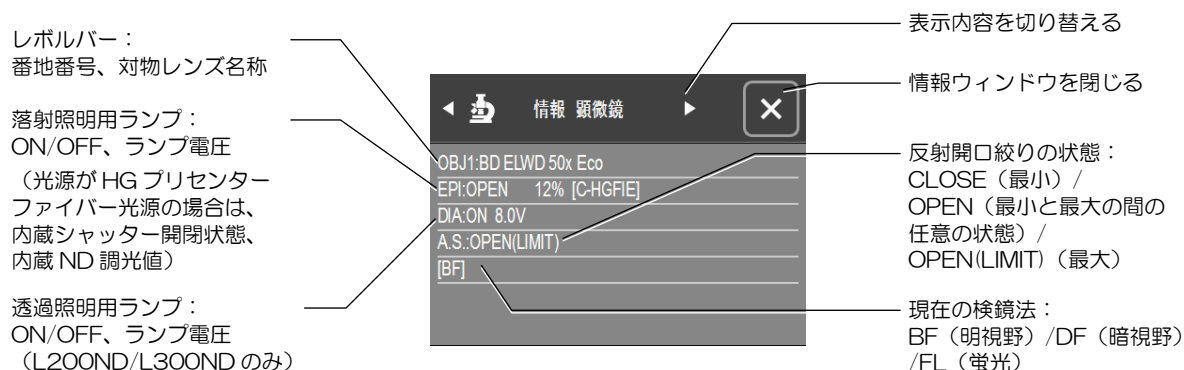 レボルバー：
番地番号、対物レンズ名称
落射照明用ランプ：
ON/OFF、ランプ電圧
（光源が HG プリセンター
ファイバー光源の場合は、
内蔵シャッター開閉状態、
内蔵 ND 調光値）
透過照明用ランプ：
ON/OFF、ランプ電圧
（L200ND/L300ND のみ）
情報 顕微鏡
OBJ1:BD ELWD 50x Eco
EPI:OPEN 12% [C-HGFIE]
DIA:ON 8.0V
A.S.:OPEN(LIMIT)
[BF]
表示内容を切り替える
情報ウィンドウを閉じる
反射開口絞りの状態：
CLOSE（最小）/
OPEN（最小と最大の間の
任意の状態）/
OPEN(LIMIT)（最大）
現在の検鏡法：
BF（明視野）/DF（暗視野）
/FL（蛍光）